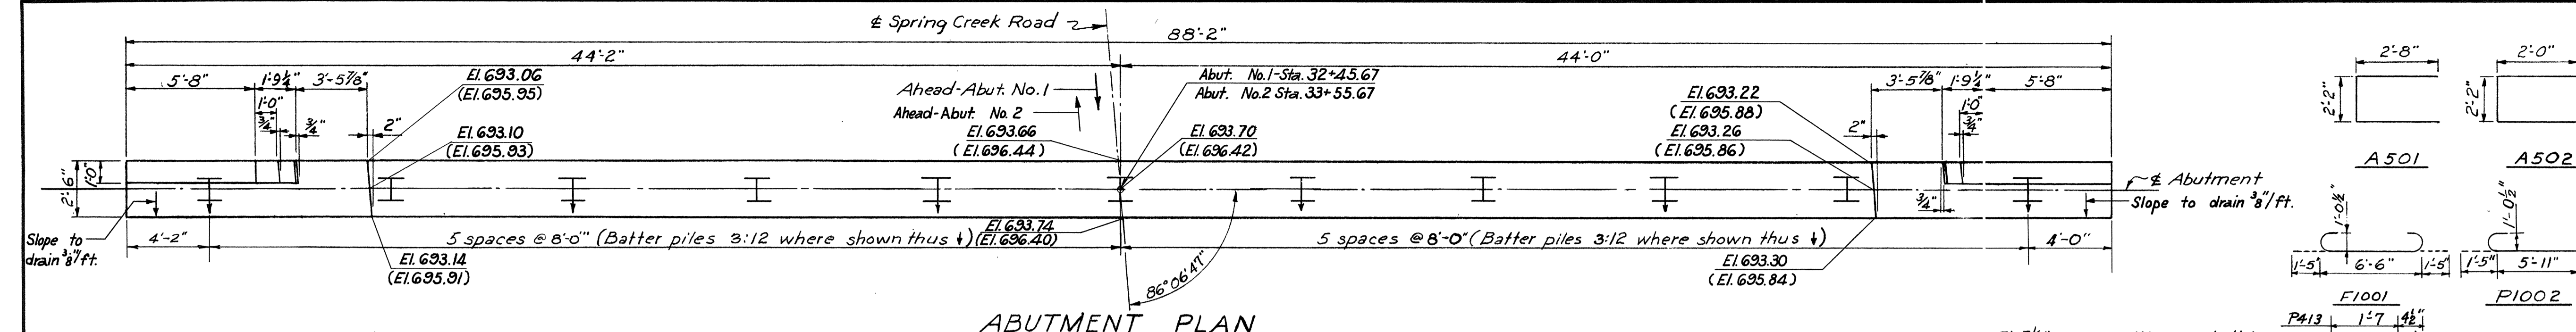 ℄ Spring Creek Road
88'-2"
44'-2"
44'-0"
5'-8"
1'-9¼"
3'-5⅞"
1'-0"
¾"
¾"
2"
El. 693.06
(El. 695.95)
El. 693.10
(El. 695.93)
Ahead-Abut. No. 1
Ahead-Abut. No. 2
El. 693.66
(El. 696.44)
Abut. No. 1-Sta. 32+45.67
Abut. No. 2 Sta. 33+55.67
El. 693.70
(El. 696.42)
El. 693.22
(El. 695.88)
El. 693.26
(El. 695.86)
2"
3'-5⅞"
1'-9¼"
5'-8"
1'-0"
¾"
¾"
2'-6"
1'-0"
℄ Abutment
Slope to drain ⅜"/ft.
Slope to
drain ⅜"/ft.
4'-2"
5 spaces @ 8'-0" (Batter piles 3:12 where shown thus ↓)
El. 693.74
(El. 696.40)
5 spaces @ 8'-0" (Batter piles 3:12 where shown thus ↓)
4'-0"
El. 693.14
(El. 695.91)
El. 693.30
(El. 695.84)
86°06'47"
ABUTMENT PLAN
2'-8"
2'-2"
A501
2'-0"
2'-2"
A502
1'-0½"
1'-5"
6'-6"
1'-5"
F1001
1'-0½"
1'-5"
5'-11"
P1002
P413
1'-7
4½"